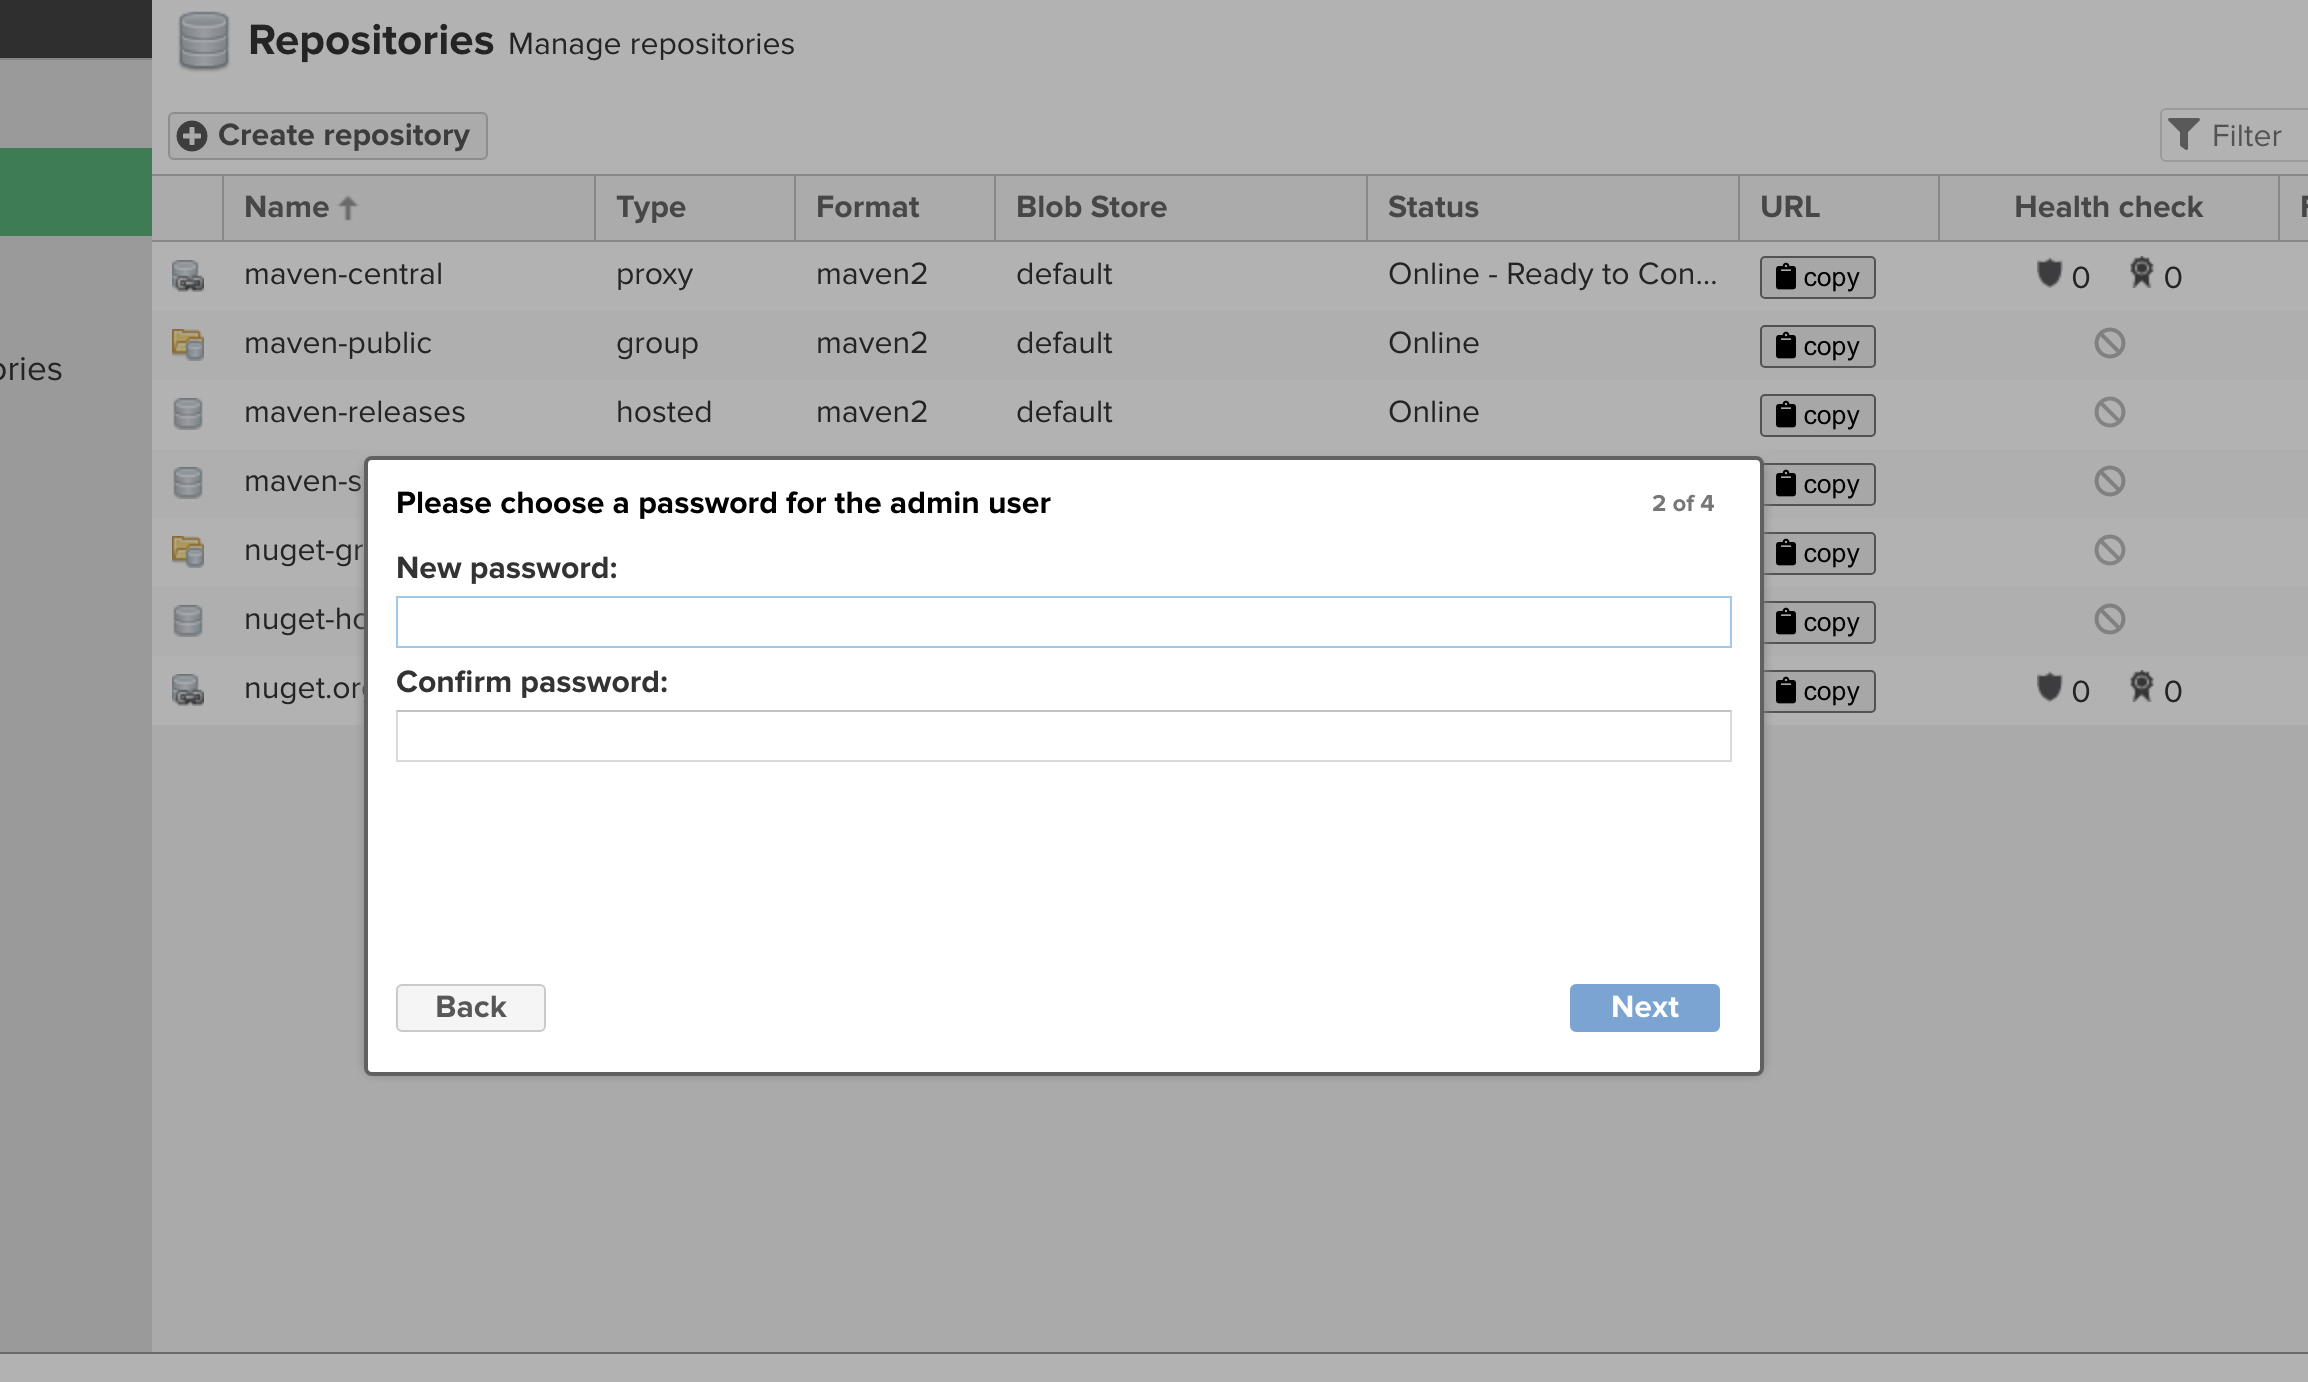 Repositories Manage repositories
Create repository
Filter
Name Type Format Blob Store Status URL Health check
maven-central proxy maven2 default Online - Ready to Con... copy 0 0
maven-public group maven2 default Online copy
ories
maven-releases hosted maven2 default Online copy
maven-s copy
Please choose a password for the admin user 2 of 4
nuget-gr copy
New password:
nuget-ho copy
Confirm password:
nuget.or copy 0 0
Back Next